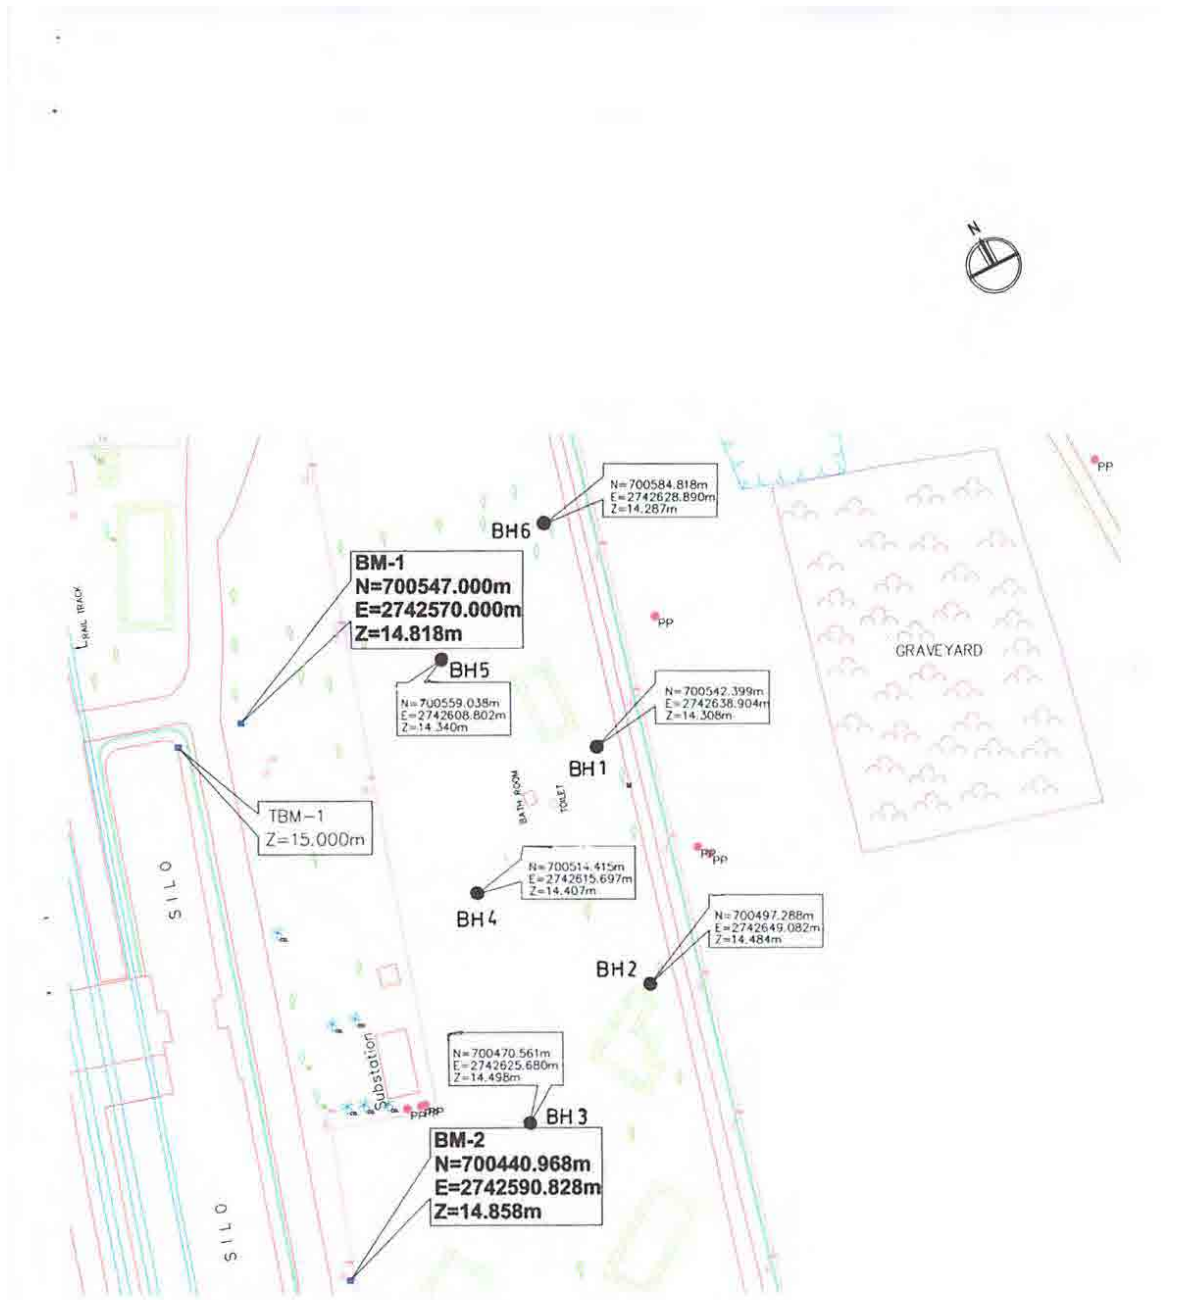 N
PP
N=700584.818m
E=2742628.890m
Z=14.287m
BH6
BM-1
N=700547.000m
E=2742570.000m
Z=14.818m
RAIL TRACK
PP
GRAVEYARD
BH5
N=700559.038m
E=2742608.802m
Z=14.340m
N=700542.399m
E=2742638.904m
Z=14.308m
BH1
BATH ROOM
TOILET
TBM-1
Z=15.000m
PP
PP
SILO
N=700514.415m
E=2742615.697m
Z=14.407m
BH4
N=700497.288m
E=2742649.082m
Z=14.484m
BH2
Substation
N=700470.561m
E=2742625.680m
Z=14.498m
PP
PP
BH3
BM-2
N=700440.968m
E=2742590.828m
Z=14.858m
SILO